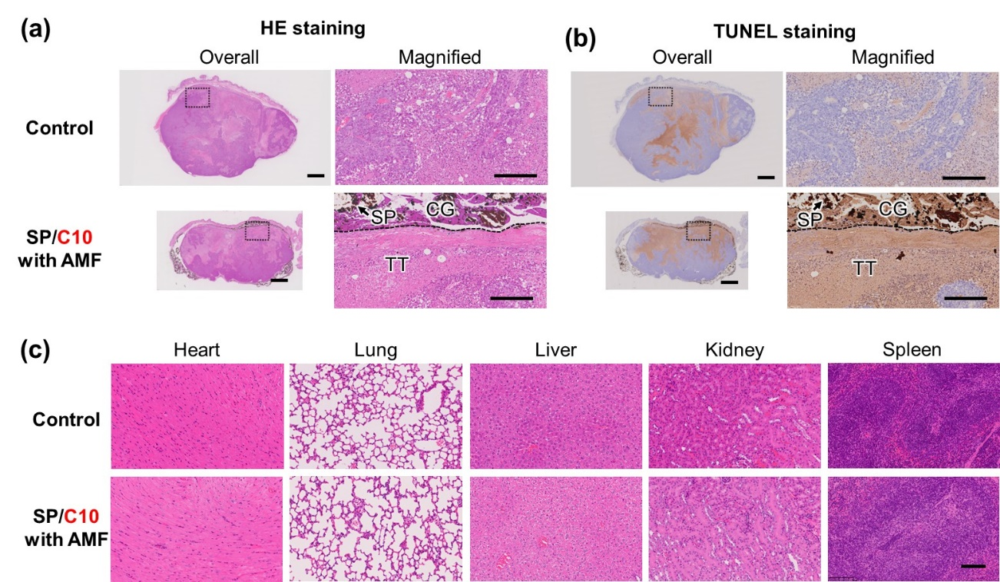 (a)
HE staining
Overall
Magnified
Control
SP/C10
with AMF
SP
CG
TT
(b)
TUNEL staining
Overall
Magnified
SP
CG
TT
(c)
Heart
Lung
Liver
Kidney
Spleen
Control
SP/C10
with AMF